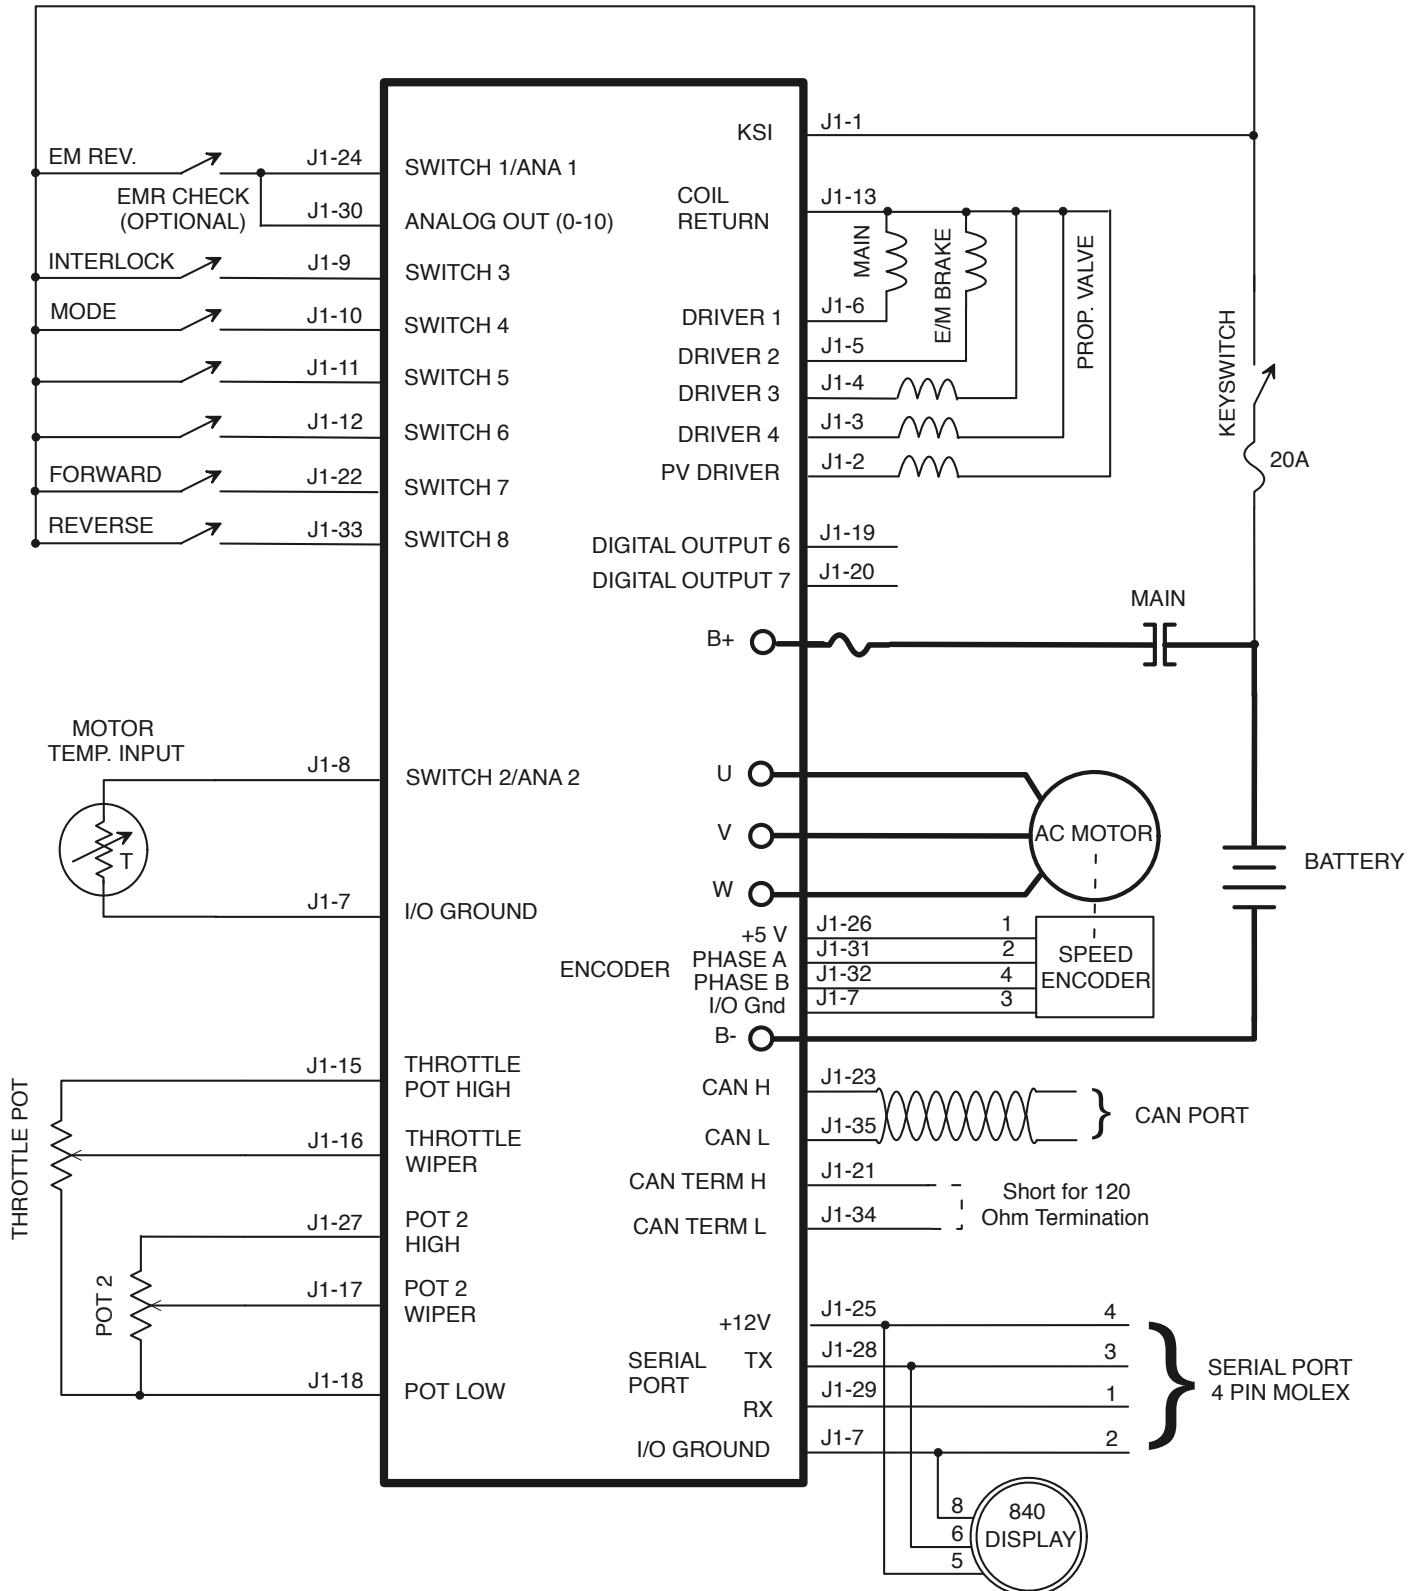 KSI
J1-1
EM REV.
J1-24
SWITCH 1/ANA 1
EMR CHECK
(OPTIONAL)
J1-30
ANALOG OUT (0-10)
COIL
RETURN
J1-13
INTERLOCK
J1-9
SWITCH 3
MAIN
E/M BRAKE
PROP. VALVE
MODE
J1-10
SWITCH 4
DRIVER 1
J1-6
J1-11
SWITCH 5
DRIVER 2
J1-5
DRIVER 3
J1-4
J1-12
SWITCH 6
DRIVER 4
J1-3
KEYSWITCH
20A
FORWARD
J1-22
SWITCH 7
PV DRIVER
J1-2
REVERSE
J1-33
SWITCH 8
DIGITAL OUTPUT 6
J1-19
DIGITAL OUTPUT 7
J1-20
MAIN
B+
MOTOR
TEMP. INPUT
J1-8
SWITCH 2/ANA 2
T
J1-7
I/O GROUND
U
V
W
AC MOTOR
BATTERY
ENCODER
+5 V
J1-26
1
PHASE A
J1-31
2
PHASE B
J1-32
4
I/O Gnd
J1-7
3
SPEED
ENCODER
B-
THROTTLE POT
J1-15
THROTTLE
POT HIGH
J1-16
THROTTLE
WIPER
CAN H
J1-23
CAN L
J1-35
CAN PORT
CAN TERM H
J1-21
CAN TERM L
J1-34
Short for 120
Ohm Termination
POT 2
J1-27
POT 2
HIGH
J1-17
POT 2
WIPER
J1-18
POT LOW
SERIAL
PORT
+12V
J1-25
4
TX
J1-28
3
RX
J1-29
1
I/O GROUND
J1-7
2
SERIAL PORT
4 PIN MOLEX
8
6
5
840
DISPLAY